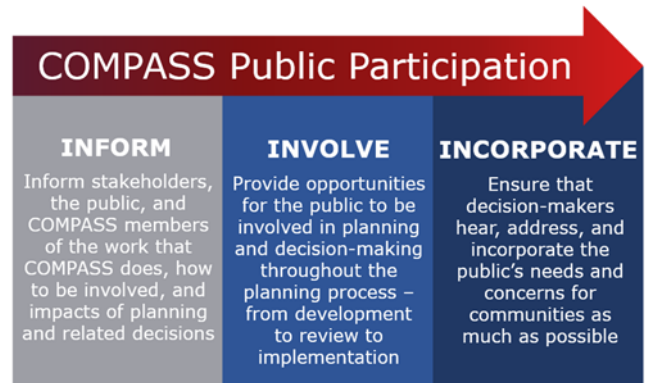 COMPASS Public Participation
INFORM
Inform stakeholders,
the public, and
COMPASS members
of the work that
COMPASS does, how
to be involved, and
impacts of planning
and related decisions
INVOLVE
Provide opportunities
for the public to be
involved in planning
and decision-making
throughout the
planning process –
from development
to review to
implementation
INCORPORATE
Ensure that
decision-makers
hear, address, and
incorporate the
public's needs and
concerns for
communities as
much as possible